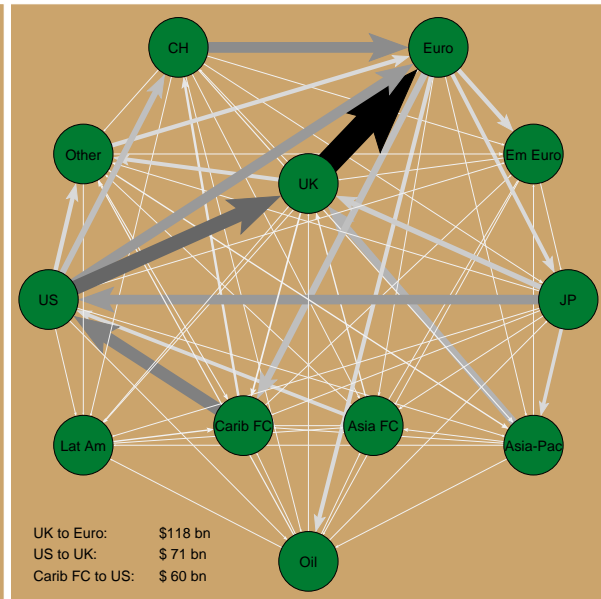 CH
Euro
Other
Em Euro
UK
US
JP
Carib FC
Asia FC
Lat Am
Asia-Pac
Oil
UK to Euro: $118 bn
US to UK: $ 71 bn
Carib FC to US: $ 60 bn